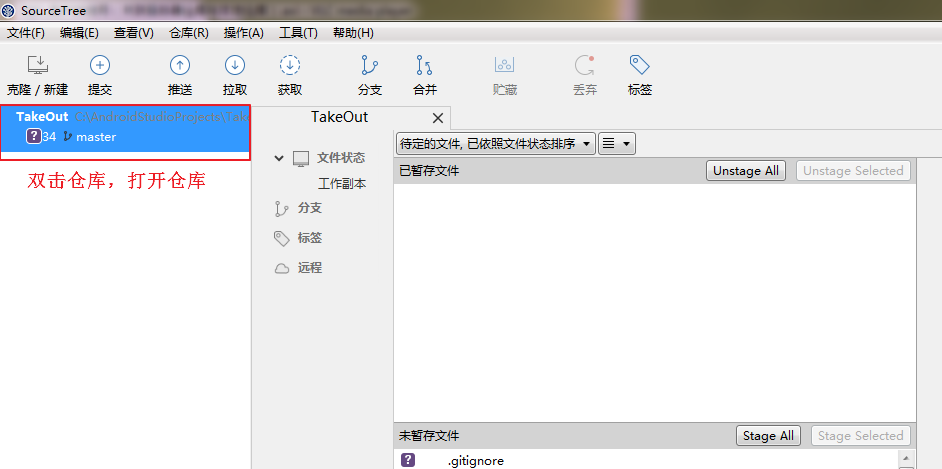 SourceTree
文件(F) 编辑(E) 查看(V) 仓库(R) 操作(A) 工具(T) 帮助(H)
克隆 / 新建 提交 推送 拉取 获取 分支 合并 贮藏 丢弃 标签
TakeOut C:\AndroidStudioProjects\Take
34 master
双击仓库，打开仓库
TakeOut
文件状态
工作副本
分支
标签
远程
待定的文件, 已依照文件状态排序
已暂存文件 Unstage All Unstage Selected
未暂存文件 Stage All Stage Selected
? .gitignore